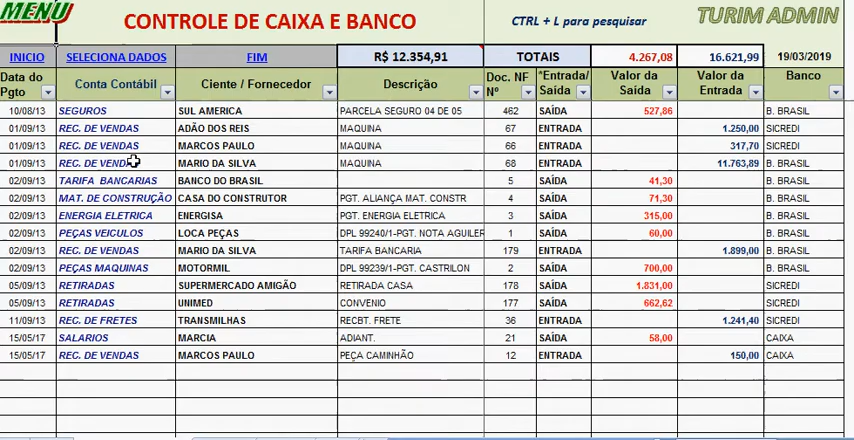 MENU CONTROLE DE CAIXA E BANCO CTRL + L para pesquisar TURIM ADMIN
INICIO SELECIONA DADOS FIM R$ 12.354,91 TOTAIS 4.267,08 16.621,99 19/03/2019
Data do Pgto Conta Contábil Ciente / Fornecedor Descrição Doc. NF Nº *Entrada/ Saída Valor da Saída Valor da Entrada Banco
10/08/13 SEGUROS SUL AMERICA PARCELA SEGURO 04 DE 05 462 SAÍDA 527,86 B. BRASIL
01/09/13 REC. DE VENDAS ADÃO DOS REIS MAQUINA 67 ENTRADA 1.250,00 SICREDI
01/09/13 REC. DE VENDAS MARCOS PAULO MAQUINA 66 ENTRADA 317,70 SICREDI
01/09/13 REC. DE VENDAS MARIO DA SILVA MAQUINA 68 ENTRADA 11.763,89 B. BRASIL
02/09/13 TARIFA BANCARIAS BANCO DO BRASIL 5 SAÍDA 41,30 B. BRASIL
02/09/13 MAT. DE CONSTRUÇÃO CASA DO CONSTRUTOR PGT. ALIANÇA MAT. CONSTR 4 SAÍDA 71,30 B. BRASIL
02/09/13 ENERGIA ELETRICA ENERGISA PGT. ENERGIA ELETRICA 3 SAÍDA 315,00 B. BRASIL
02/09/13 PEÇAS VEICULOS LOCA PEÇAS DPL 99240/1-PGT. NOTA AGUILER 1 SAÍDA 60,00 B. BRASIL
02/09/13 REC. DE VENDAS MARIO DA SILVA TARIFA BANCARIA 179 ENTRADA 1.899,00 B. BRASIL
02/09/13 PEÇAS MAQUINAS MOTORMIL DPL 99239/1-PGT. CASTRILON 2 SAÍDA 700,00 B. BRASIL
05/09/13 RETIRADAS SUPERMERCADO AMIGÃO RETIRADA CASA 178 SAÍDA 1.831,00 SICREDI
05/09/13 RETIRADAS UNIMED CONVENIO 177 SAÍDA 662,62 SICREDI
11/09/13 REC. DE FRETES TRANSMILHAS RECBT. FRETE 36 ENTRADA 1.241,40 SICREDI
15/05/17 SALARIOS MARCIA ADIANT. 21 SAÍDA 58,00 CAIXA
15/05/17 REC. DE VENDAS MARCOS PAULO PEÇA CAMINHÃO 12 ENTRADA 150,00 CAIXA